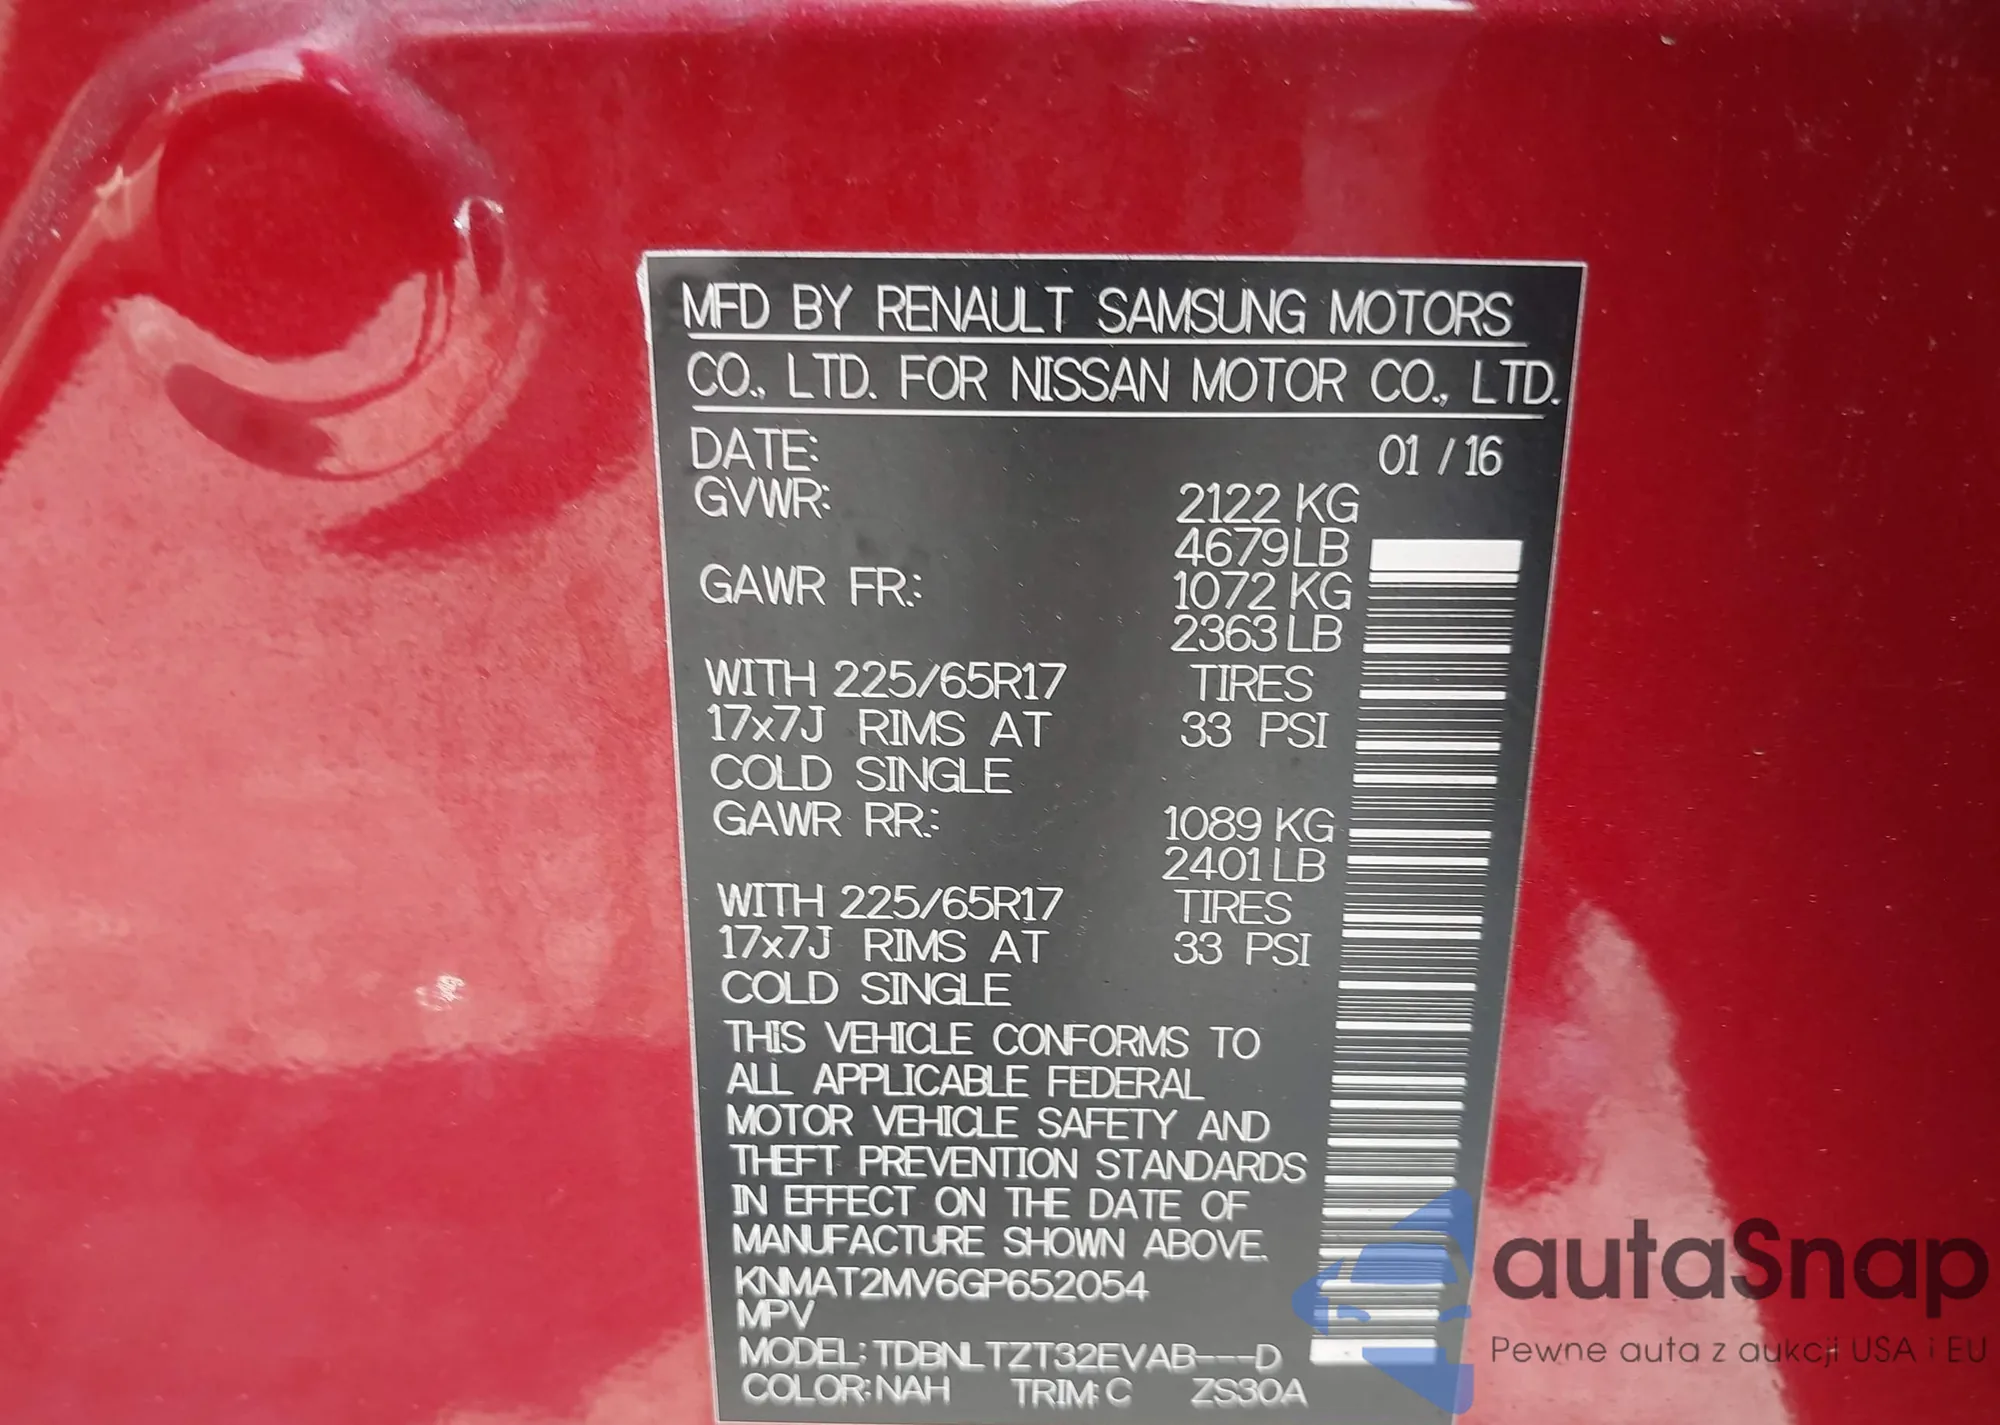 MFD BY RENAULT SAMSUNG MOTORS
CO., LTD. FOR NISSAN MOTOR CO., LTD.
DATE: 01 / 16
GVWR: 2122 KG
4679 LB
GAWR FR.: 1072 KG
2363 LB
WITH 225/65R17 TIRES
17x7J RIMS AT 33 PSI
COLD SINGLE
GAWR RR.: 1089 KG
2401 LB
WITH 225/65R17 TIRES
17x7J RIMS AT 33 PSI
COLD SINGLE
THIS VEHICLE CONFORMS TO
ALL APPLICABLE FEDERAL
MOTOR VEHICLE SAFETY AND
THEFT PREVENTION STANDARDS
IN EFFECT ON THE DATE OF
MANUFACTURE SHOWN ABOVE.
KNMAT2MV6GP652054
MPV
MODEL: TDBNLTZT32EVAB---D
COLOR: NAH TRIM: C ZS30A
autaSnap
Pewne auta z aukcji USA i EU